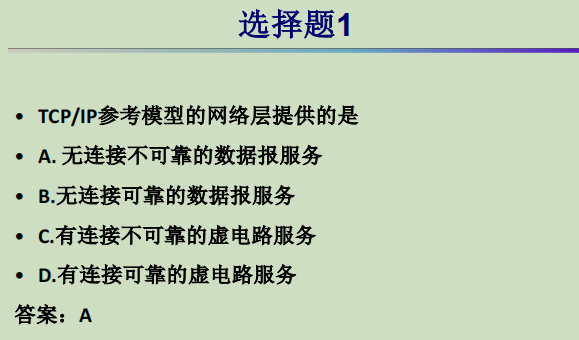 选择题1
• TCP/IP参考模型的网络层提供的是
• A. 无连接不可靠的数据报服务
• B.无连接可靠的数据报服务
• C.有连接不可靠的虚电路服务
• D.有连接可靠的虚电路服务
答案：A